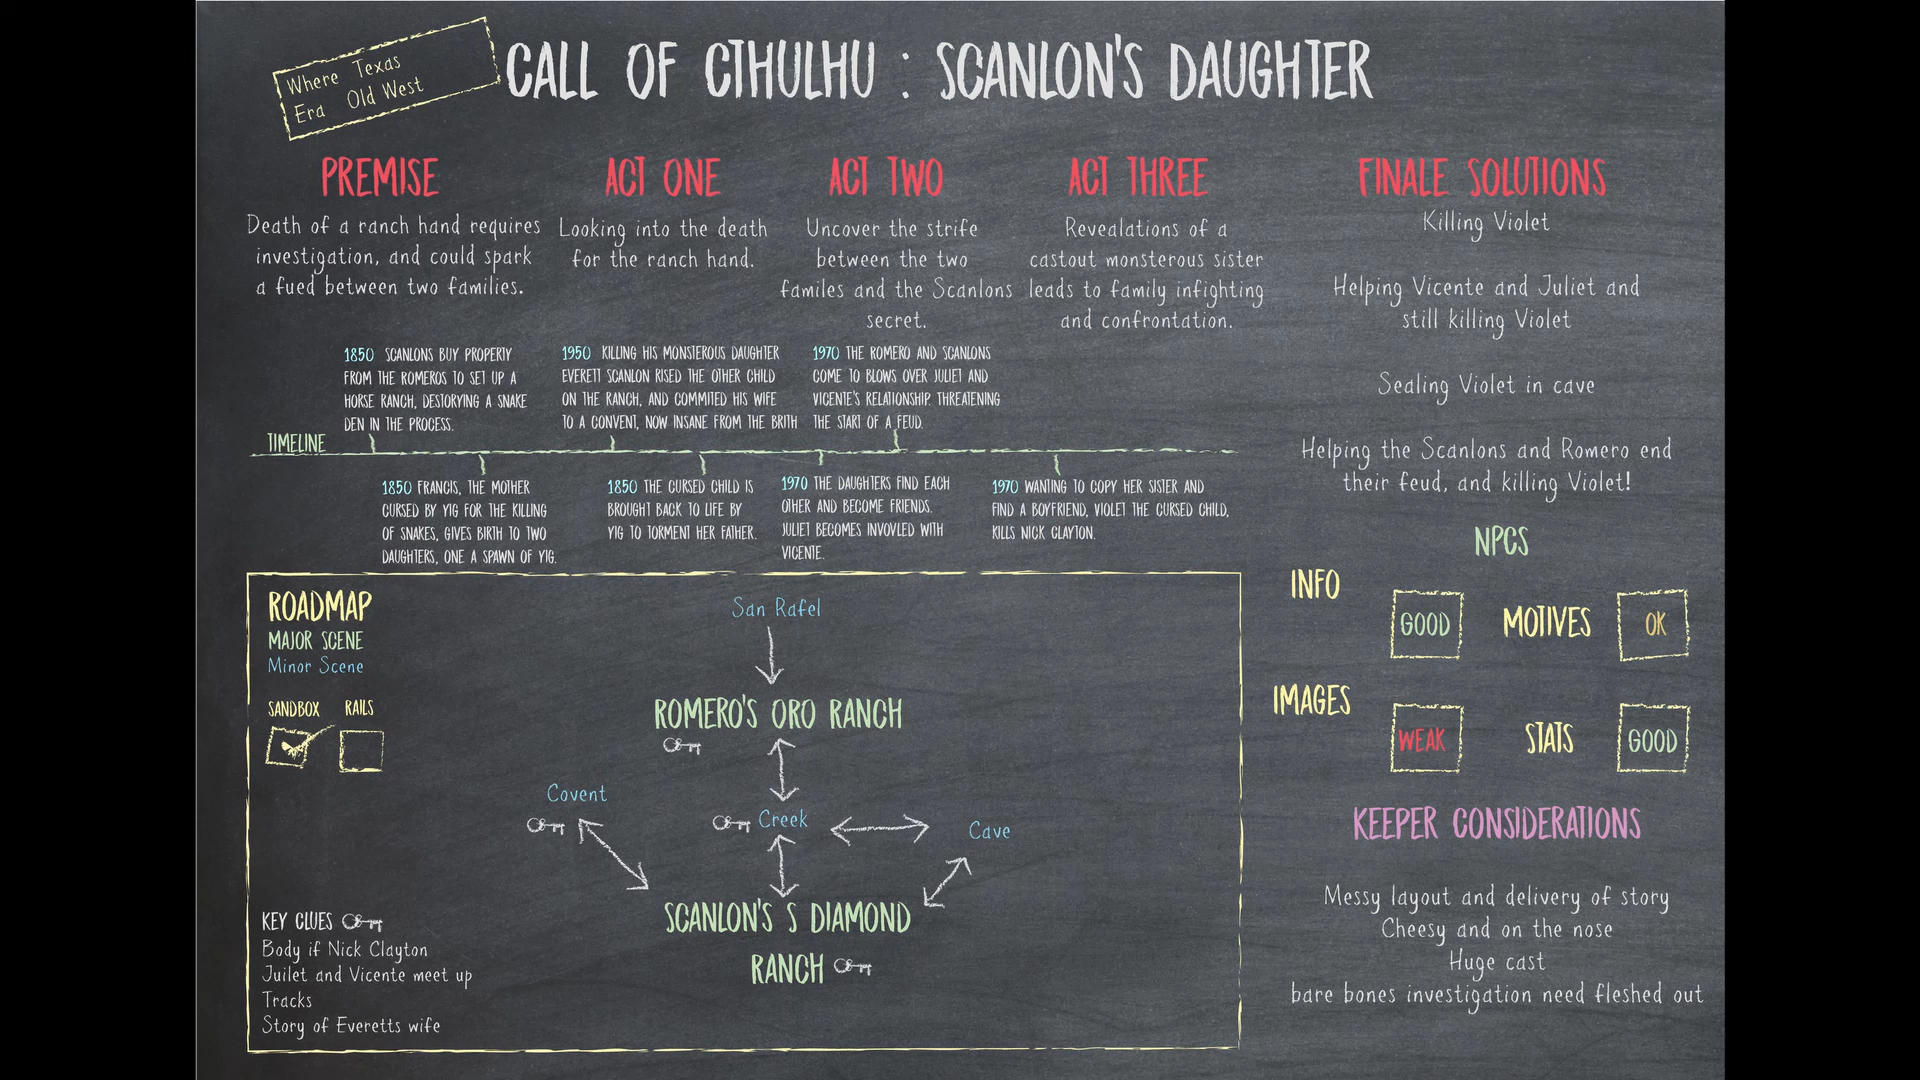 Where Texas
Era Old West
CALL OF CTHULHU : SCANLON'S DAUGHTER
PREMISE
Death of a ranch hand requires
investigation, and could spark
a fued between two families.
ACT ONE
Looking into the death
for the ranch hand.
ACT TWO
Uncover the strife
between the two
familes and the Scanlons
secret.
ACT THREE
Revealations of a
castout monsterous sister
leads to family infighting
and confrontation.
FINALE SOLUTIONS
Killing Violet
Helping Vicente and Juliet and
still killing Violet
Sealing Violet in cave
Helping the Scanlons and Romero end
their feud, and killing Violet!
1850 SCANLONS BUY PROPERTY
FROM THE ROMEROS TO SET UP A
HORSE RANCH, DESTORYING A SNAKE
DEN IN THE PROCESS.
1950 KILLING HIS MONSTEROUS DAUGHTER
EVERETT SCANLON RISED THE OTHER CHILD
ON THE RANCH, AND COMMITED HIS WIFE
TO A CONVENT, NOW INSANE FROM THE BRITH
1970 THE ROMERO AND SCANLONS
COME TO BLOWS OVER JULIET AND
VICENTE'S RELATIONSHIP. THREATENING
THE START OF A FEUD.
TIMELINE
1850 FRANCIS, THE MOTHER
CURSED BY YIG FOR THE KILLING
OF SNAKES, GIVES BIRTH TO TWO
DAUGHTERS, ONE A SPAWN OF YIG.
1850 THE CURSED CHILD IS
BROUGHT BACK TO LIFE BY
YIG TO TORMENT HER FATHER.
1970 THE DAUGHTERS FIND EACH
OTHER AND BECOME FRIENDS.
JULIET BECOMES INVOVLED WITH
VICENTE.
1970 WANTING TO COPY HER SISTER AND
FIND A BOYFRIEND, VIOLET THE CURSED CHILD,
KILLS NICK CLAYTON.
ROADMAP
MAJOR SCENE
Minor Scene
SANDBOX RAILS
San Rafel
ROMERO'S ORO RANCH
Covent
Creek
Cave
SCANLON'S S DIAMOND
RANCH
KEY CLUES
Body if Nick Clayton
Juilet and Vicente meet up
Tracks
Story of Everetts wife
NPCS
INFO
GOOD
MOTIVES
OK
IMAGES
WEAK
STATS
GOOD
KEEPER CONSIDERATIONS
Messy layout and delivery of story
Cheesy and on the nose
Huge cast
bare bones investigation need fleshed out